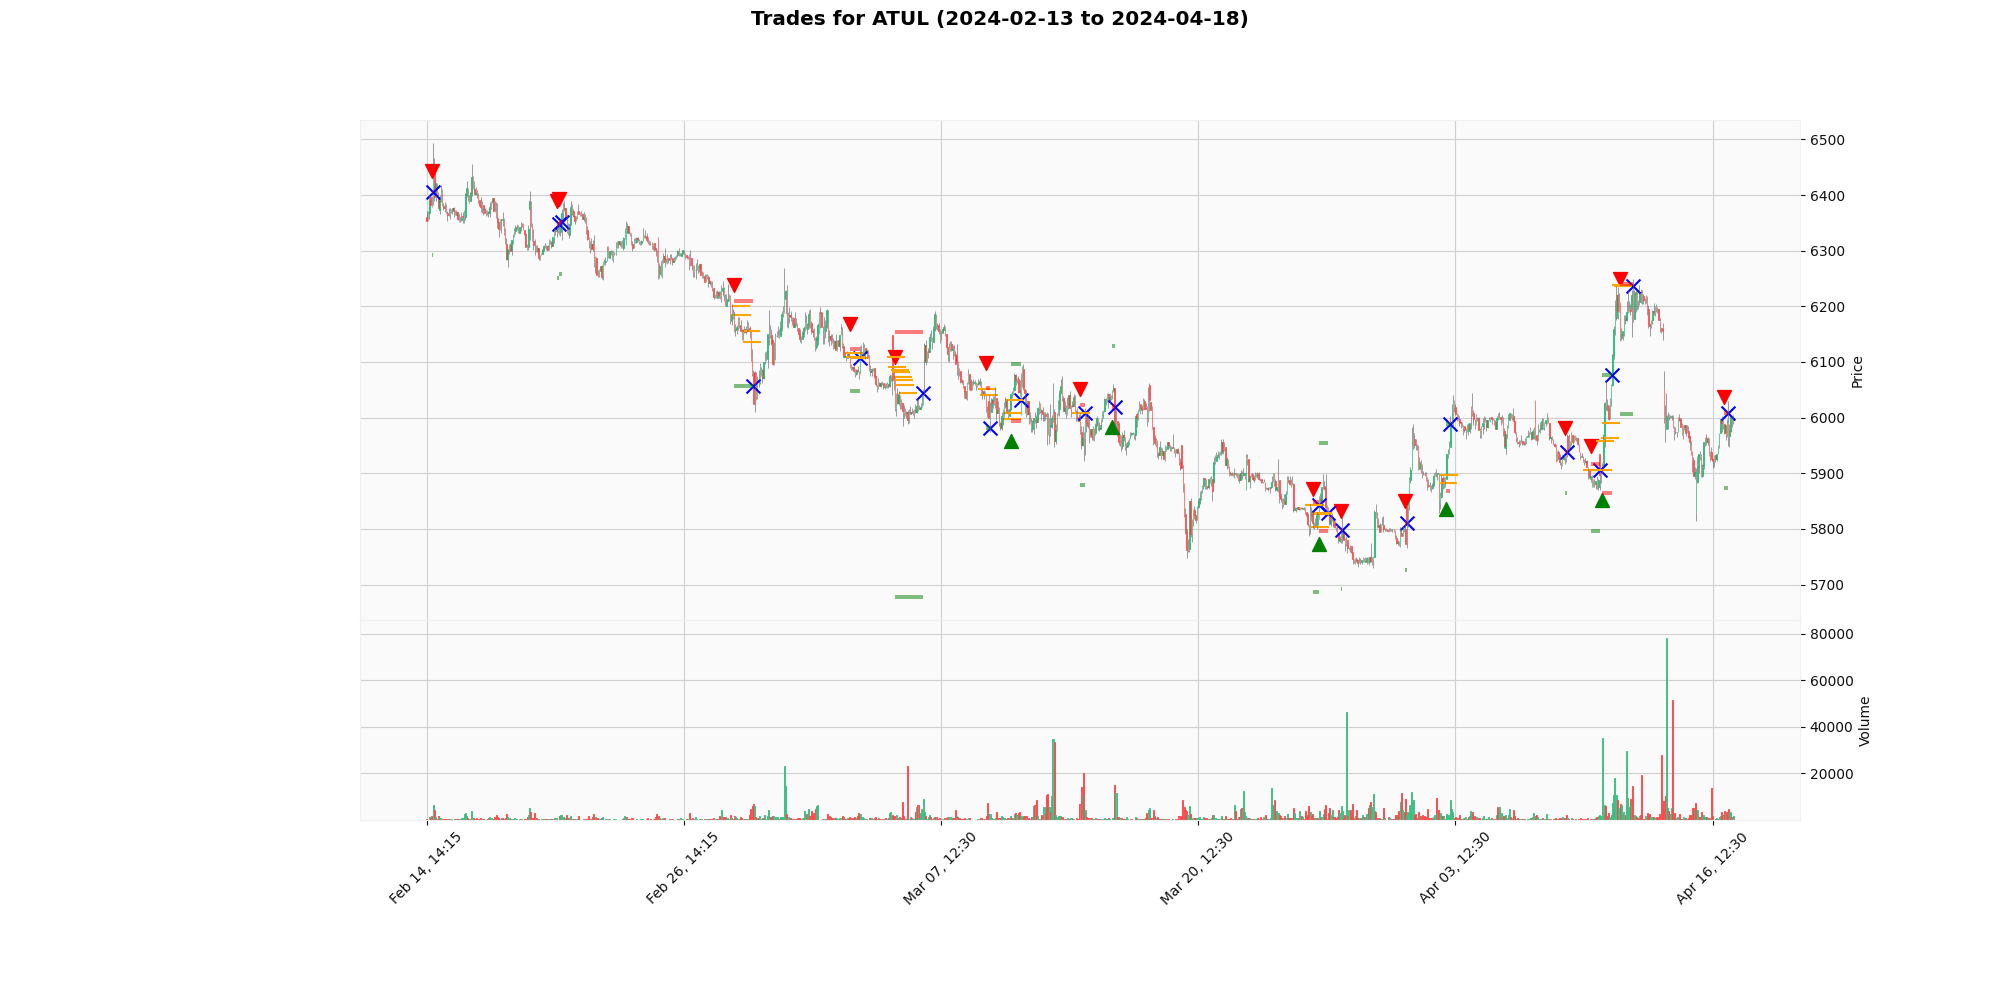 Trades for ATUL (2024-02-13 to 2024-04-18)
6500
6400
6300
6200
6100
6000
5900
5800
5700
Price
80000
60000
40000
20000
Volume
Feb 14, 14:15
Feb 26, 14:15
Mar 07, 12:30
Mar 20, 12:30
Apr 03, 12:30
Apr 16, 12:30